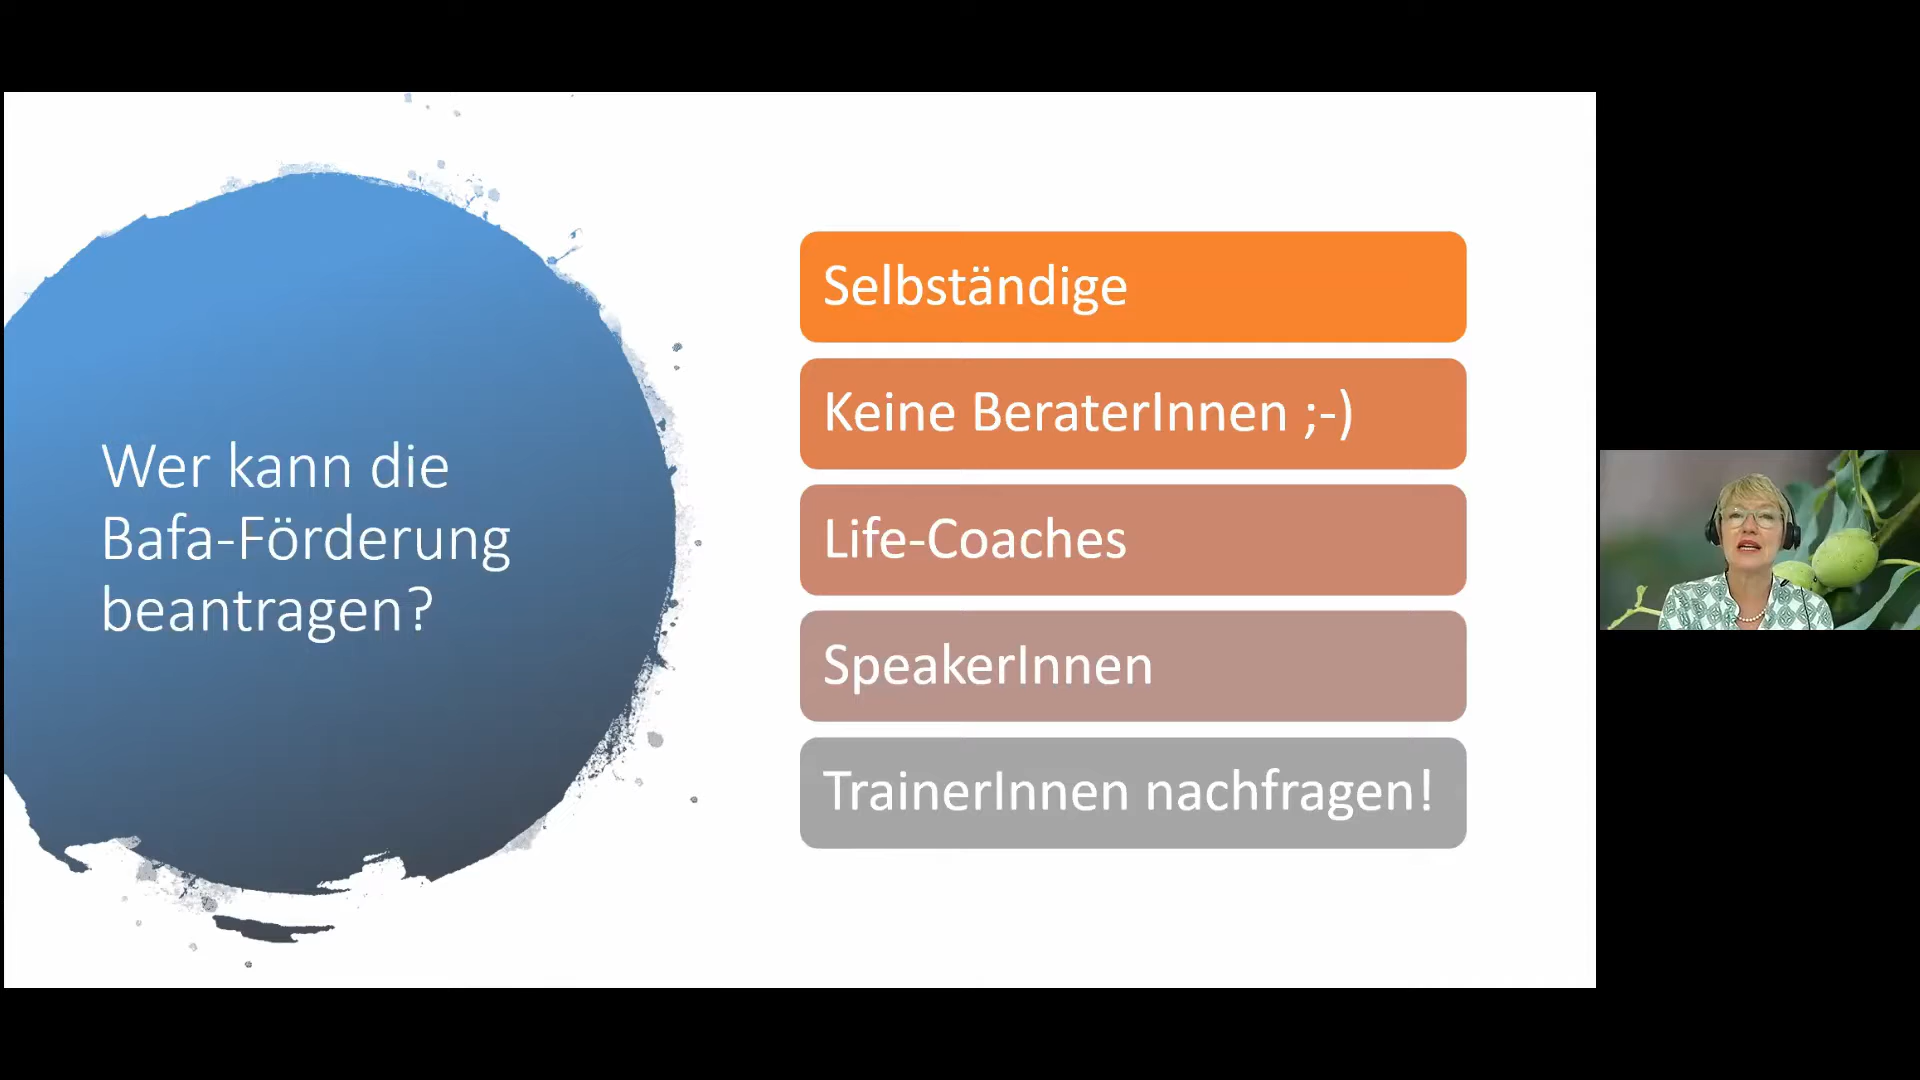 Wer kann die
Bafa-Förderung
beantragen?
Selbständige
Keine BeraterInnen ;-)
Life-Coaches
SpeakerInnen
TrainerInnen nachfragen!